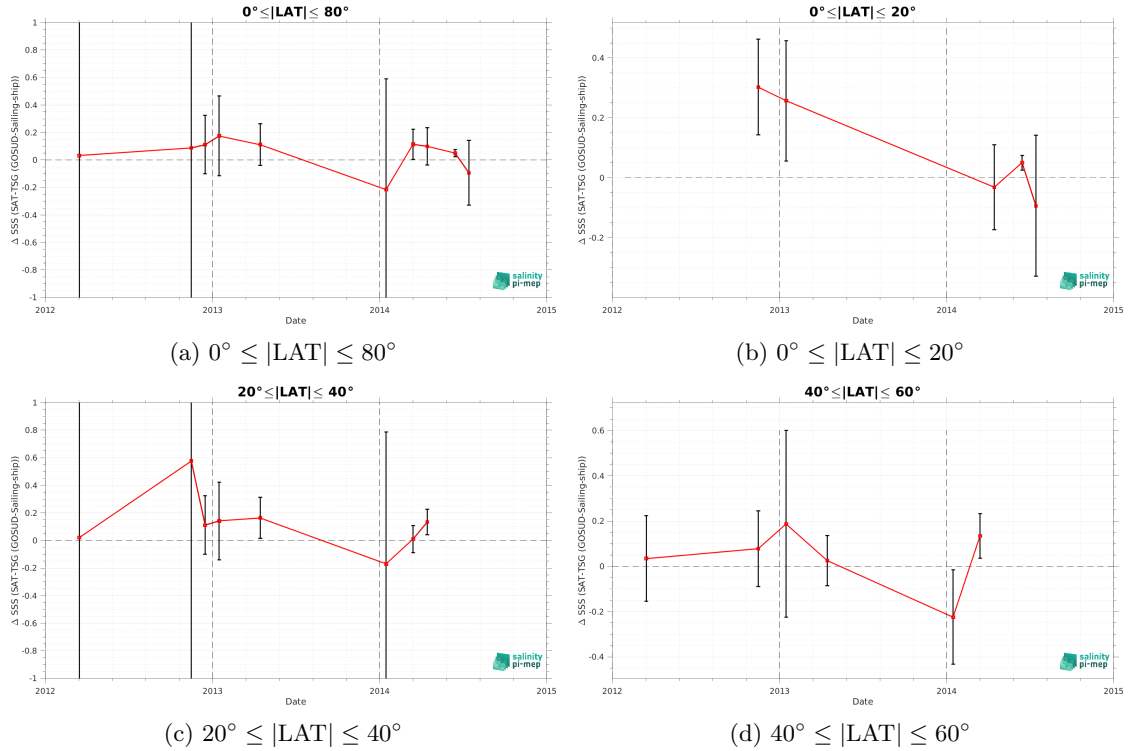 0°≤|LAT|≤ 80°
Δ SSS (SAT-TSG (GOSUD-Sailing-ship))
1
0.8
0.6
0.4
0.2
0
-0.2
-0.4
-0.6
-0.8
-1
2012
2013
2014
2015
Date
salinity
pi-mep
(a) 0° ≤ |LAT| ≤ 80°
0°≤|LAT|≤ 20°
Δ SSS (SAT-TSG (GOSUD-Sailing-ship))
0.4
0.2
0
-0.2
2012
2013
2014
2015
Date
salinity
pi-mep
(b) 0° ≤ |LAT| ≤ 20°
20°≤|LAT|≤ 40°
Δ SSS (SAT-TSG (GOSUD-Sailing-ship))
1
0.8
0.6
0.4
0.2
0
-0.2
-0.4
-0.6
-0.8
-1
2012
2013
2014
2015
Date
salinity
pi-mep
(c) 20° ≤ |LAT| ≤ 40°
40°≤|LAT|≤ 60°
Δ SSS (SAT-TSG (GOSUD-Sailing-ship))
0.6
0.4
0.2
0
-0.2
-0.4
2012
2013
2014
2015
Date
salinity
pi-mep
(d) 40° ≤ |LAT| ≤ 60°